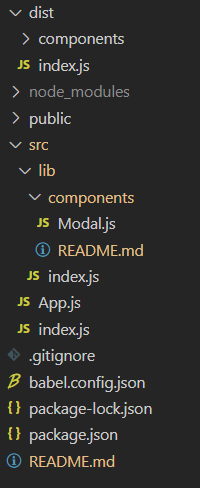 dist
components
JS index.js
node_modules
public
src
lib
components
JS Modal.js
README.md
JS index.js
JS App.js
JS index.js
.gitignore
babel.config.json
{} package-lock.json
{} package.json
README.md